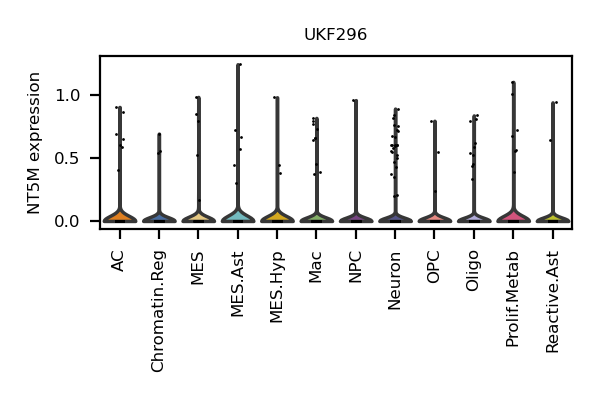 UKF296
NT5M expression
1.0
0.5
0.0
AC
Chromatin.Reg
MES
MES.Ast
MES.Hyp
Mac
NPC
Neuron
OPC
Oligo
Prolif.Metab
Reactive.Ast